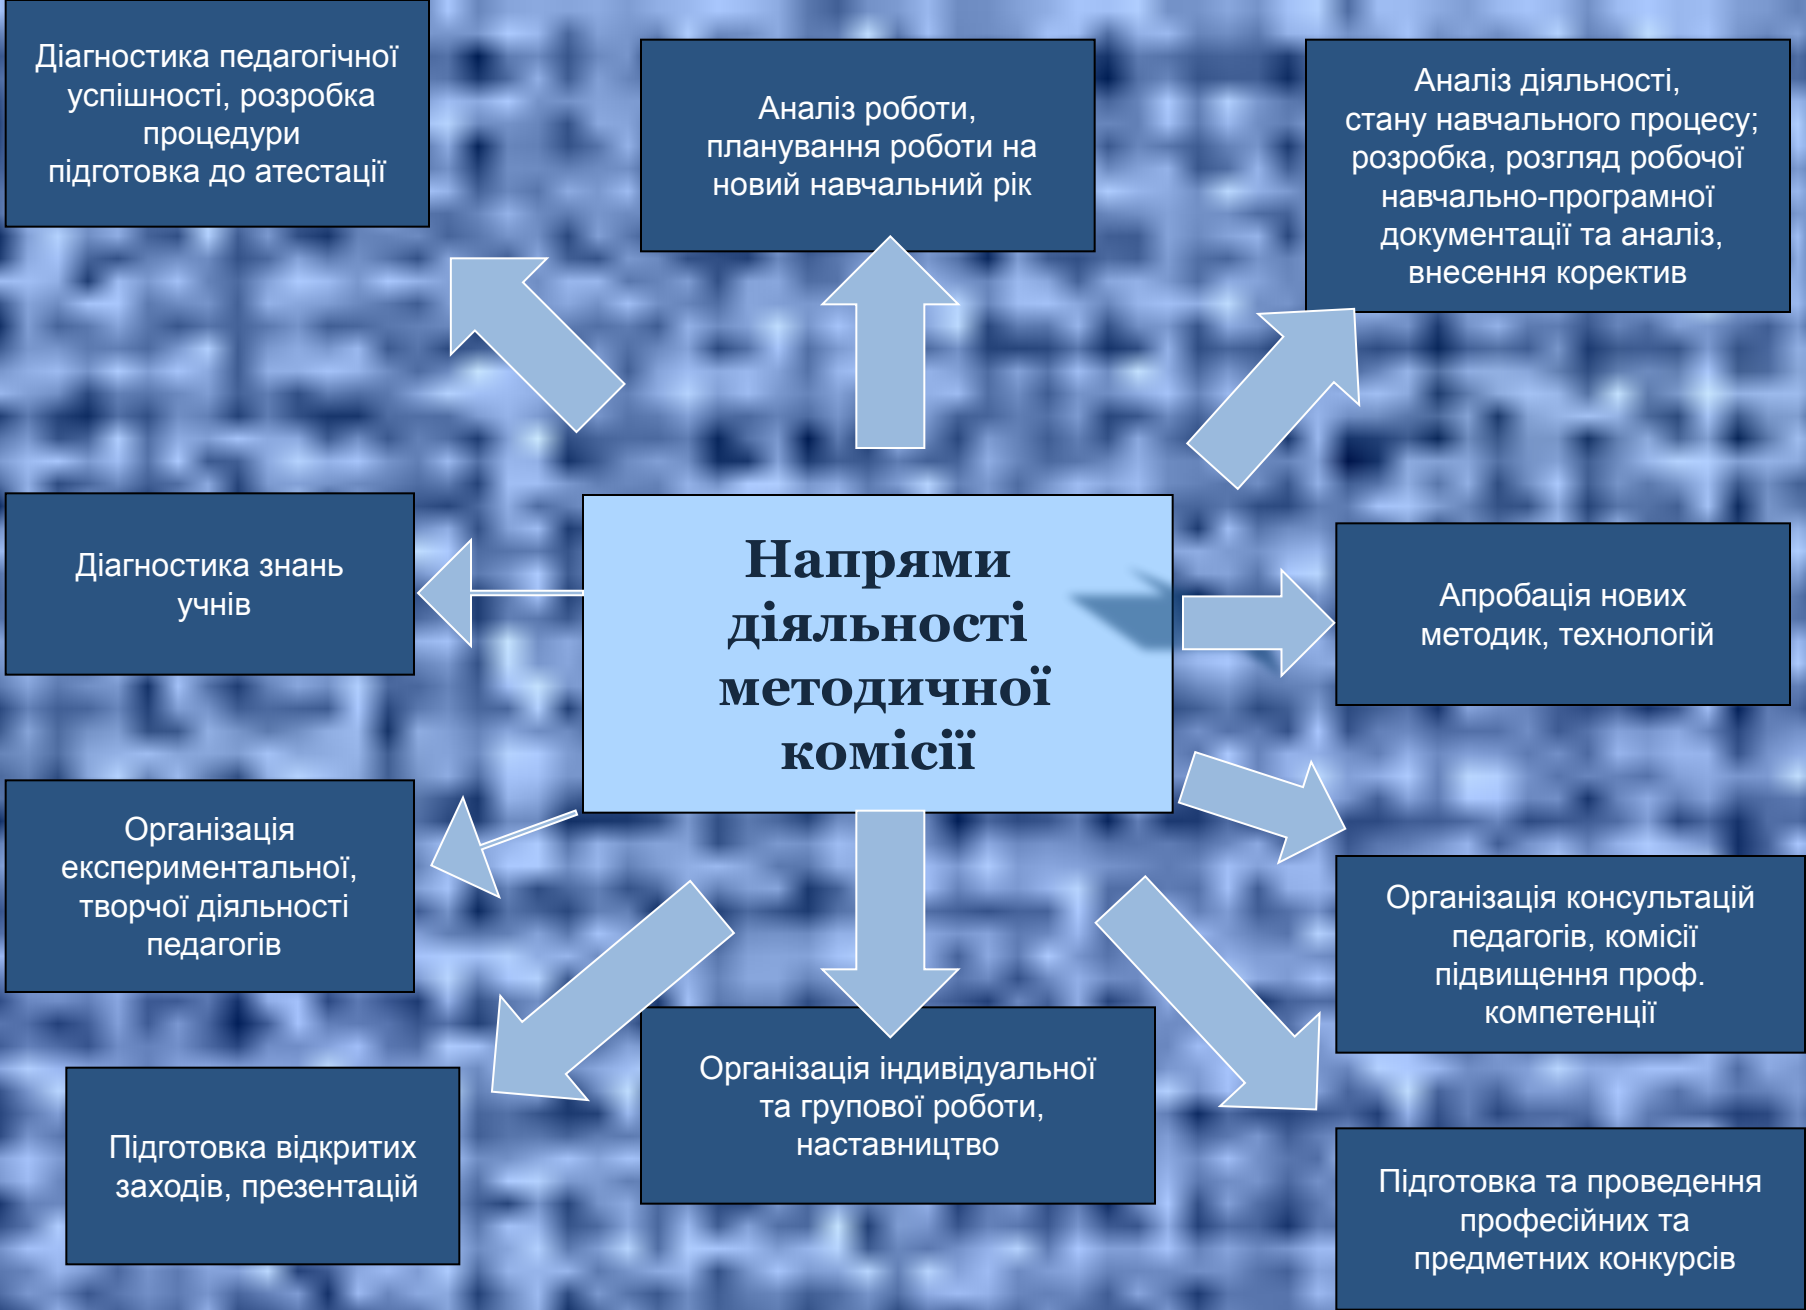 Діагностика педагогічної
успішності, розробка
процедури
підготовка до атестації
Аналіз роботи,
планування роботи на
новий навчальний рік
Аналіз діяльності,
стану навчального процесу;
розробка, розгляд робочої
навчально-програмної
документації та аналіз,
внесення коректив
Діагностика знань
учнів
Напрями
діяльності
методичної
комісії
Апробація нових
методик, технологій
Організація
експериментальної,
творчої діяльності
педагогів
Організація консультацій
педагогів, комісії
підвищення проф.
компетенції
Підготовка відкритих
заходів, презентацій
Організація індивідуальної
та групової роботи,
наставництво
Підготовка та проведення
професійних та
предметних конкурсів